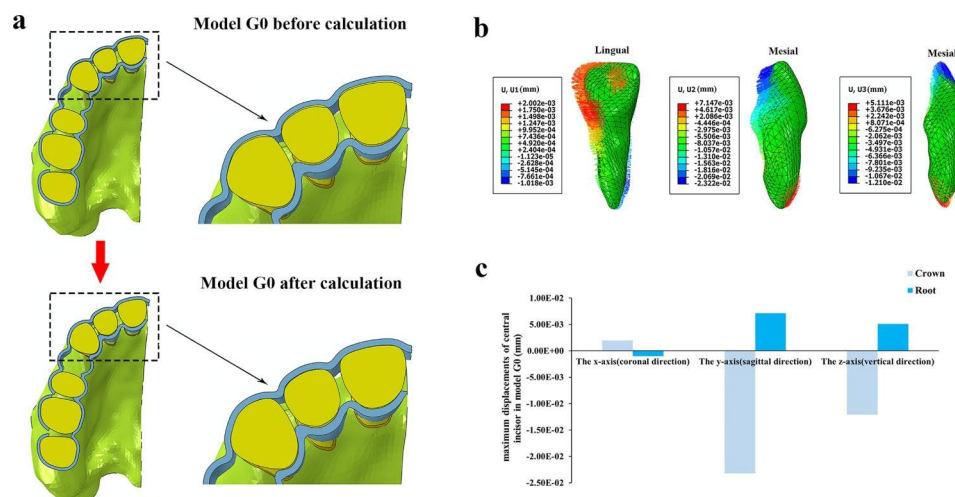 a
Model G0 before calculation
Model G0 after calculation
b
Lingual
U, U1(mm)
+2.002e-03
+1.750e-03
+1.498e-03
+1.247e-03
+9.952e-04
+7.436e-04
+4.920e-04
+2.404e-04
-1.123e-05
-2.628e-04
-5.145e-04
-7.661e-04
-1.018e-03
Mesial
U, U2(mm)
+7.147e-03
+4.617e-03
+2.086e-03
-4.446e-04
-2.975e-03
-5.506e-03
-8.037e-03
-1.057e-02
-1.310e-02
-1.563e-02
-1.816e-02
-2.069e-02
-2.322e-02
Mesial
U, U3(mm)
+5.111e-03
+3.676e-03
+2.242e-03
+8.071e-04
-6.275e-04
-2.062e-03
-3.497e-03
-4.931e-03
-6.366e-03
-7.801e-03
-9.235e-03
-1.067e-02
-1.210e-02
c
Crown
Root
maximum displacements of central
incisor in model G0 (mm)
1.00E-02
5.00E-03
0.00E+00
-5.00E-03
-1.00E-02
-1.50E-02
-2.00E-02
-2.50E-02
The x-axis(coronal direction)
The y-axis(sagittal direction)
The z-axis(vertical direction)